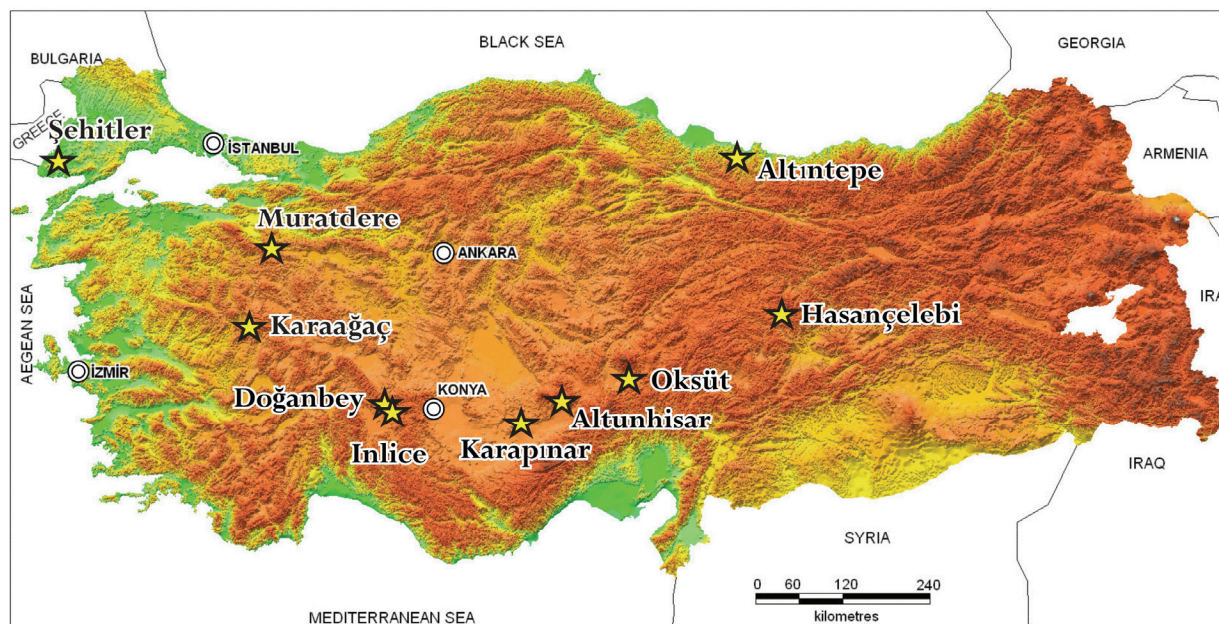 BLACK SEA
GEORGIA
BULGARIA
GREECE.
Şehitler
İSTANBUL
Altıntepe
ARMENIA
Muratdere
ANKARA
AEGEAN SEA
IRA
Hasançelebi
Karaağaç
İZMİR
Oksüt
Doğanbey
KONYA
Altunhisar
Inlice
Karapınar
IRAQ
SYRIA
0 60 120 240
kilometres
MEDITERRANEAN SEA